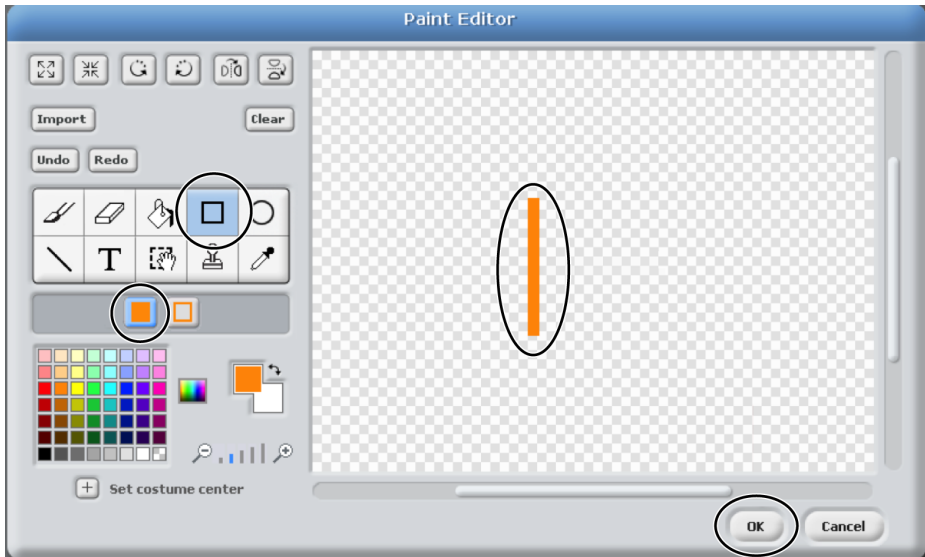 Paint Editor
Import
Clear
Undo
Redo
T
Set costume center
OK
Cancel